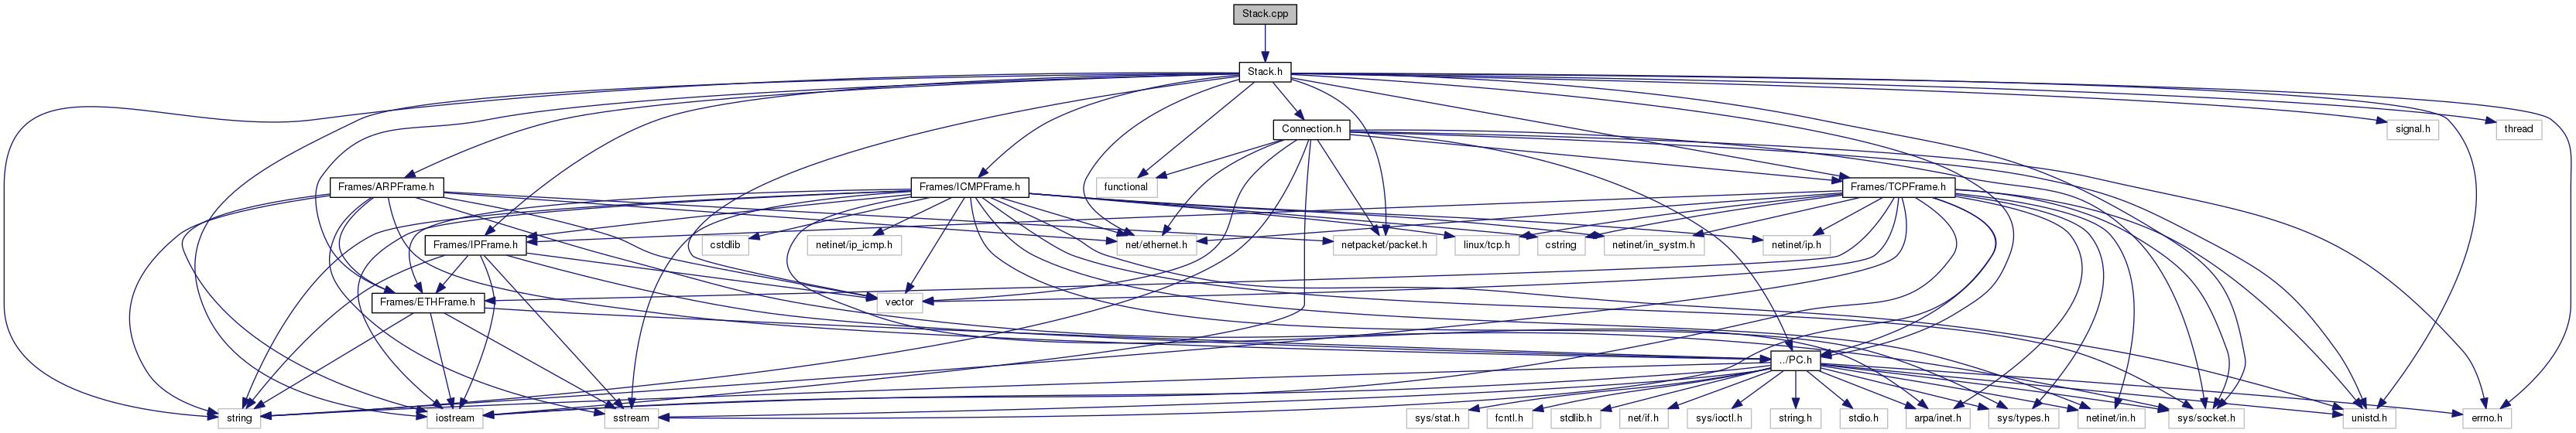 Stack.cpp
Stack.h
Connection.h
signal.h
thread
Frames/ARPFrame.h
Frames/ICMPFrame.h
functional
Frames/TCPFrame.h
Frames/IPFrame.h
cstdlib
netinet/ip_icmp.h
net/ethernet.h
netpacket/packet.h
linux/tcp.h
cstring
netinet/in_systm.h
netinet/ip.h
Frames/ETHFrame.h
vector
../PC.h
string
iostream
sstream
sys/stat.h
fcntl.h
stdlib.h
net/if.h
sys/ioctl.h
string.h
stdio.h
arpa/inet.h
sys/types.h
netinet/in.h
sys/socket.h
unistd.h
errno.h